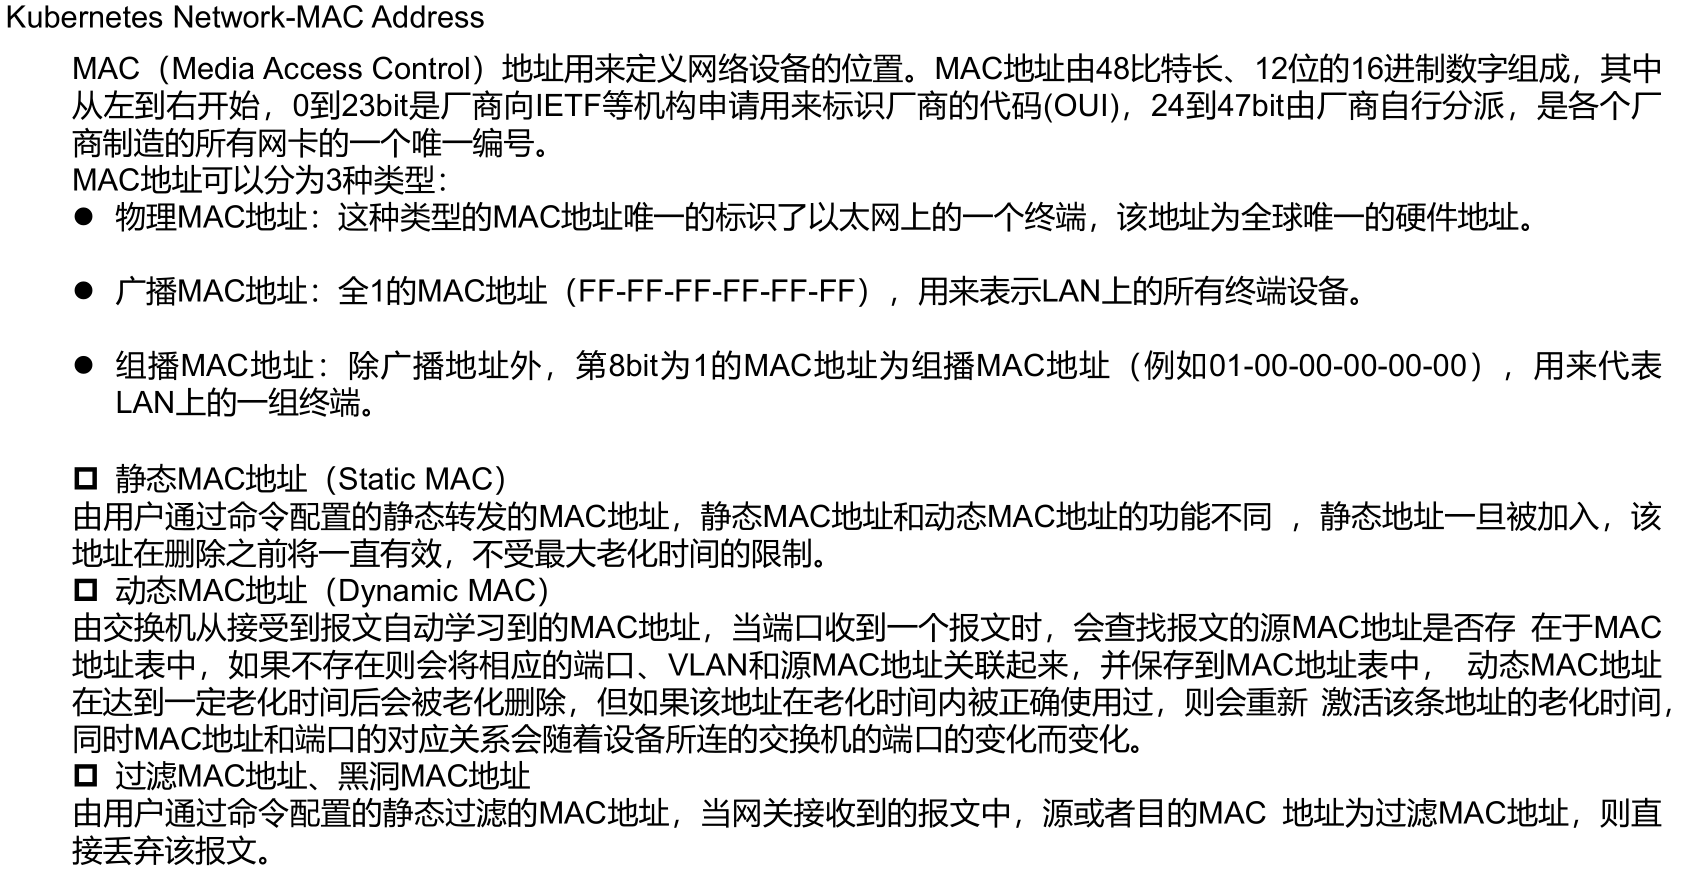 Kubernetes Network-MAC Address
MAC（Media Access Control）地址用来定义网络设备的位置。MAC地址由48比特长、12位的16进制数字组成，其中
从左到右开始，0到23bit是厂商向IETF等机构申请用来标识厂商的代码(OUI)，24到47bit由厂商自行分派，是各个厂
商制造的所有网卡的一个唯一编号。
MAC地址可以分为3种类型：
● 物理MAC地址：这种类型的MAC地址唯一的标识了以太网上的一个终端，该地址为全球唯一的硬件地址。
● 广播MAC地址：全1的MAC地址（FF-FF-FF-FF-FF-FF），用来表示LAN上的所有终端设备。
● 组播MAC地址：除广播地址外，第8bit为1的MAC地址为组播MAC地址（例如01-00-00-00-00-00），用来代表
LAN上的一组终端。
◘ 静态MAC地址（Static MAC）
由用户通过命令配置的静态转发的MAC地址，静态MAC地址和动态MAC地址的功能不同 ，静态地址一旦被加入，该
地址在删除之前将一直有效，不受最大老化时间的限制。
◘ 动态MAC地址（Dynamic MAC）
由交换机从接受到报文自动学习到的MAC地址，当端口收到一个报文时，会查找报文的源MAC地址是否存 在于MAC
地址表中，如果不存在则会将相应的端口、VLAN和源MAC地址关联起来，并保存到MAC地址表中， 动态MAC地址
在达到一定老化时间后会被老化删除，但如果该地址在老化时间内被正确使用过，则会重新 激活该条地址的老化时间，
同时MAC地址和端口的对应关系会随着设备所连的交换机的端口的变化而变化。
◘ 过滤MAC地址、黑洞MAC地址
由用户通过命令配置的静态过滤的MAC地址，当网关接收到的报文中，源或者目的MAC 地址为过滤MAC地址，则直
接丢弃该报文。